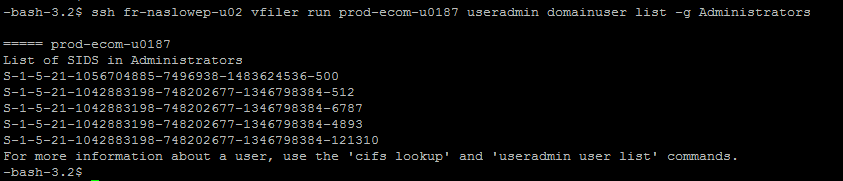 -bash-3.2$ ssh fr-naslowep-u02 vfiler run prod-ecom-u0187 useradmin domainuser list -g Administrators
===== prod-ecom-u0187
List of SIDS in Administrators
S-1-5-21-1056704885-7496938-1483624536-500
S-1-5-21-1042883198-748202677-1346798384-512
S-1-5-21-1042883198-748202677-1346798384-6787
S-1-5-21-1042883198-748202677-1346798384-4893
S-1-5-21-1042883198-748202677-1346798384-121310
For more information about a user, use the 'cifs lookup' and 'useradmin user list' commands.
-bash-3.2$